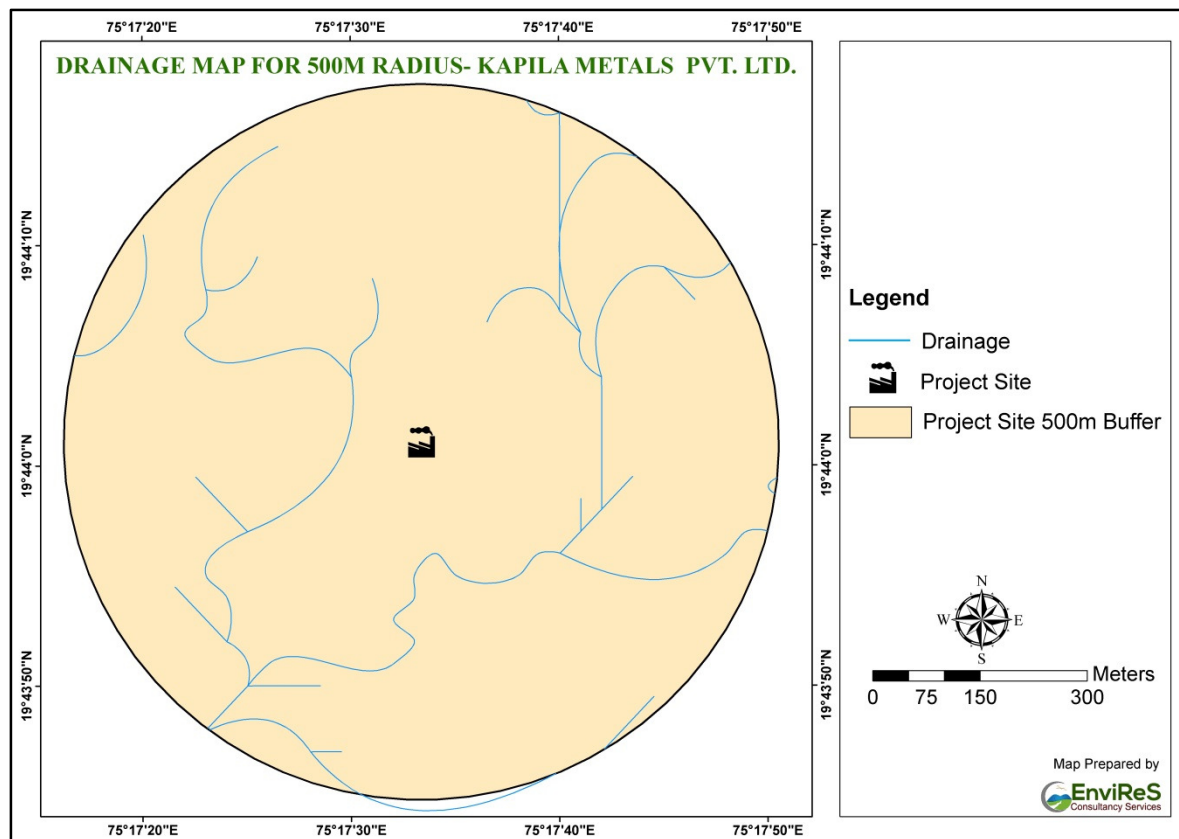 75°17'20"E 75°17'30"E 75°17'40"E 75°17'50"E
DRAINAGE MAP FOR 500M RADIUS- KAPILA METALS PVT. LTD.
19°44'10"N
19°44'0"N
19°43'50"N
19°44'10"N
19°44'0"N
19°43'50"N
75°17'20"E 75°17'30"E 75°17'40"E 75°17'50"E
Legend
Drainage
Project Site
Project Site 500m Buffer
N
W E
S
Meters
0 75 150 300
Map Prepared by
EnviReS
Consultancy Services